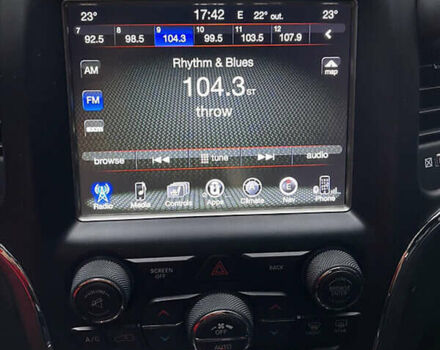 23° 17:42 E 22° out. 23°
7 8 9 10 11 12
92.5 98.5 104.3 99.5 103.5 107.9
Rhythm & Blues
AM map
104.3 ST
FM
throw
browse tune audio
Radio Media Controls Apps Climate Nav Phone
SCREEN OFF BACK
OFF
A/C AUTO